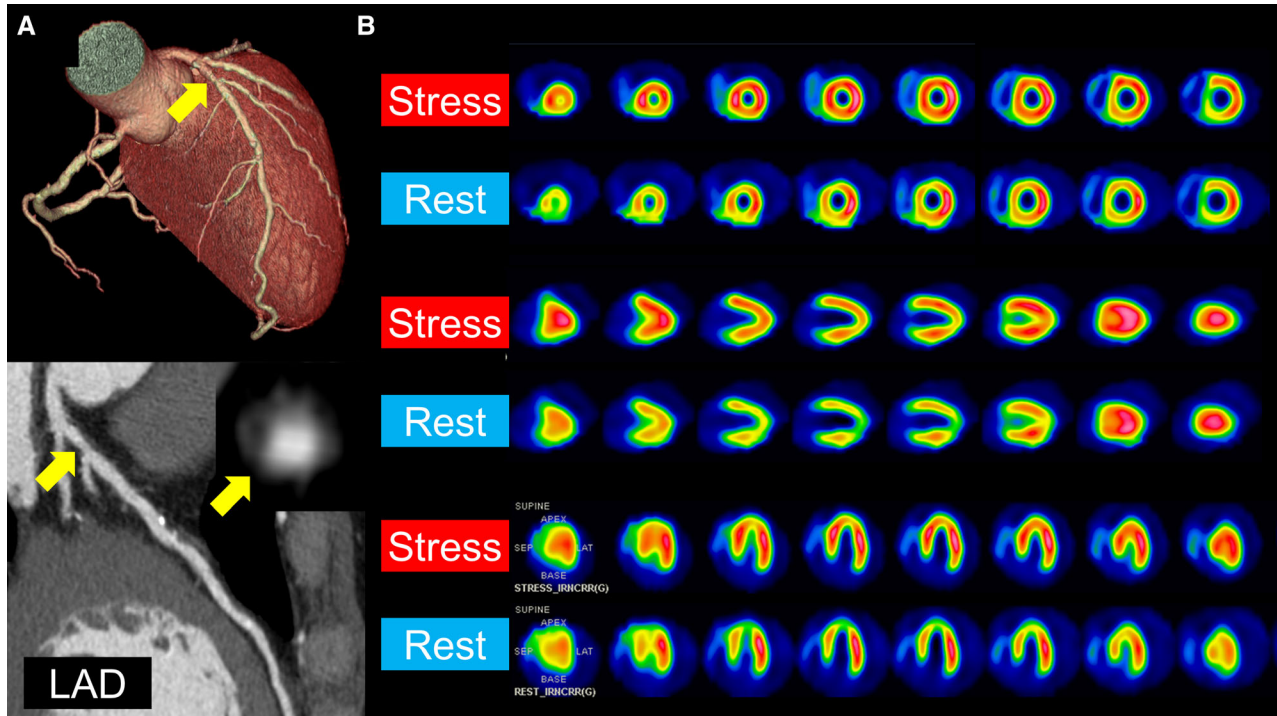 A
B
Stress
Rest
Stress
Rest
LAD
Stress
SUPINE
APEX
SEP
LAT
BASE
STRESS_IRNCRR(G)
Rest
SUPINE
APEX
SEP
LAT
BASE
REST_IRNCRR(G)